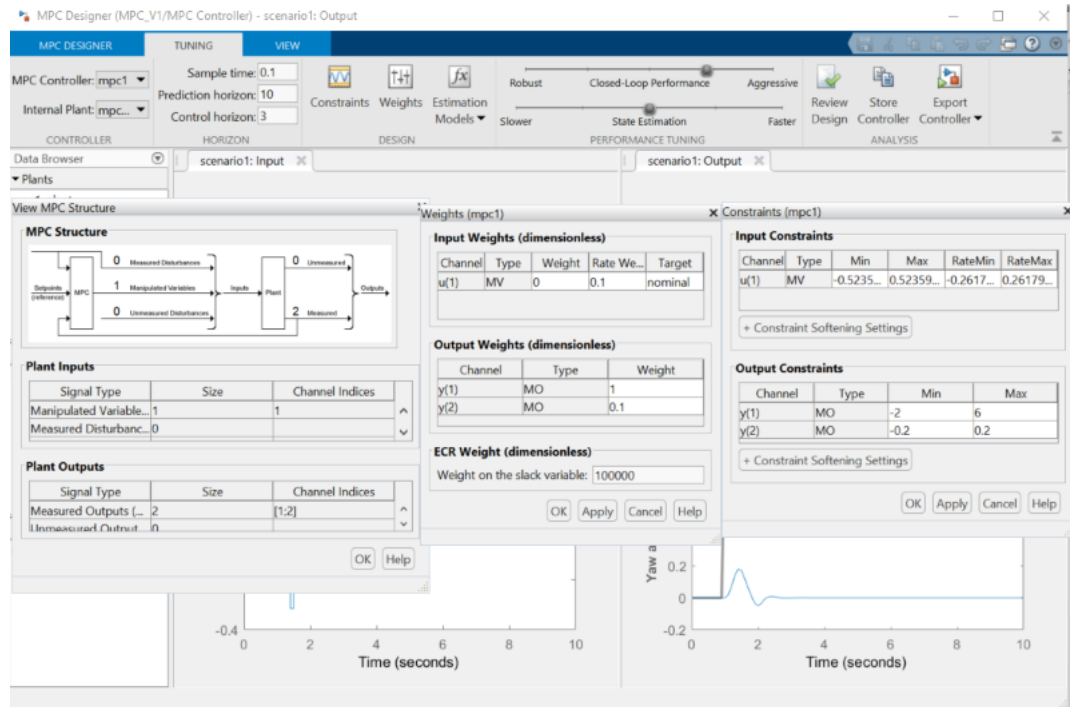 MPC Designer (MPC_V1/MPC Controller) - scenario1: Output
MPC DESIGNER TUNING VIEW
MPC Controller: mpc1
Internal Plant: mpc...
CONTROLLER
Sample time: 0.1
Prediction horizon: 10
Control horizon: 3
HORIZON
Constraints Weights Estimation Models
DESIGN
Robust Closed-Loop Performance Aggressive
Slower State Estimation Faster
PERFORMANCE TUNING
Review Design Store Controller Export Controller
ANALYSIS
Data Browser
Plants
scenario1: Input
scenario1: Output
View MPC Structure
MPC Structure
Setpoints (reference)
MPC
0 Measured Disturbances
1 Manipulated Variables
0 Unmeasured Disturbances
Inputs
Plant
0 Unmeasured
2 Measured
Outputs
Plant Inputs
Signal Type Size Channel Indices
Manipulated Variable... 1 1
Measured Disturbanc... 0
Plant Outputs
Signal Type Size Channel Indices
Measured Outputs (... 2 [1:2]
Unmeasured Output 0
OK Help
Weights (mpc1)
Input Weights (dimensionless)
Channel Type Weight Rate We... Target
u(1) MV 0 0.1 nominal
Output Weights (dimensionless)
Channel Type Weight
y(1) MO 1
y(2) MO 0.1
ECR Weight (dimensionless)
Weight on the slack variable: 100000
OK Apply Cancel Help
Constraints (mpc1)
Input Constraints
Channel Type Min Max RateMin RateMax
u(1) MV -0.5235... 0.52359... -0.2617... 0.26179...
+ Constraint Softening Settings
Output Constraints
Channel Type Min Max
y(1) MO -2 6
y(2) MO -0.2 0.2
+ Constraint Softening Settings
OK Apply Cancel Help
-0.4
0 2 4 6 8 10
Time (seconds)
Yaw a
0.2
0
-0.2
0 2 4 6 8 10
Time (seconds)